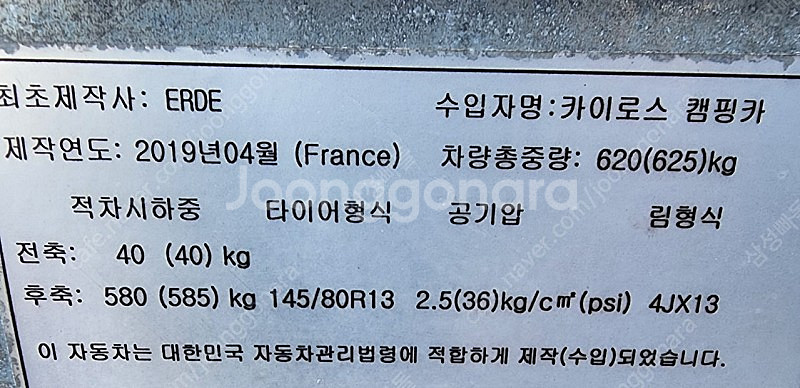 최초제작사: ERDE 수입자명:카이로스 캠핑카
제작연도: 2019년04월 (France) 차량총중량: 620(625)kg
Joonggonara
적차시하중 타이어형식 공기압 림형식
전축: 40 (40) kg
후축: 580 (585) kg 145/80R13 2.5(36)kg/c㎡(psi) 4JX13
이 자동차는 대한민국 자동차관리법령에 적합하게 제작(수입)되었습니다.